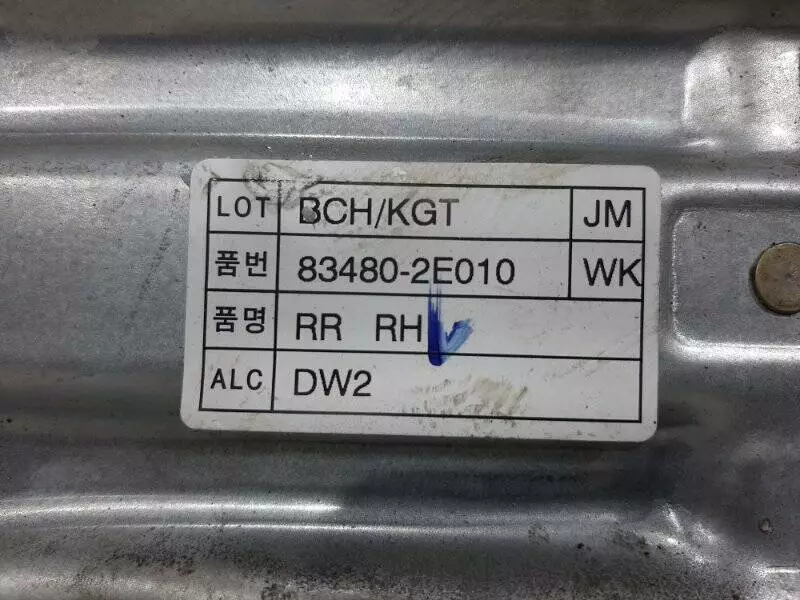 LOT BCH/KGT JM
품번 83480-2E010 WK
품명 RR RH
ALC DW2